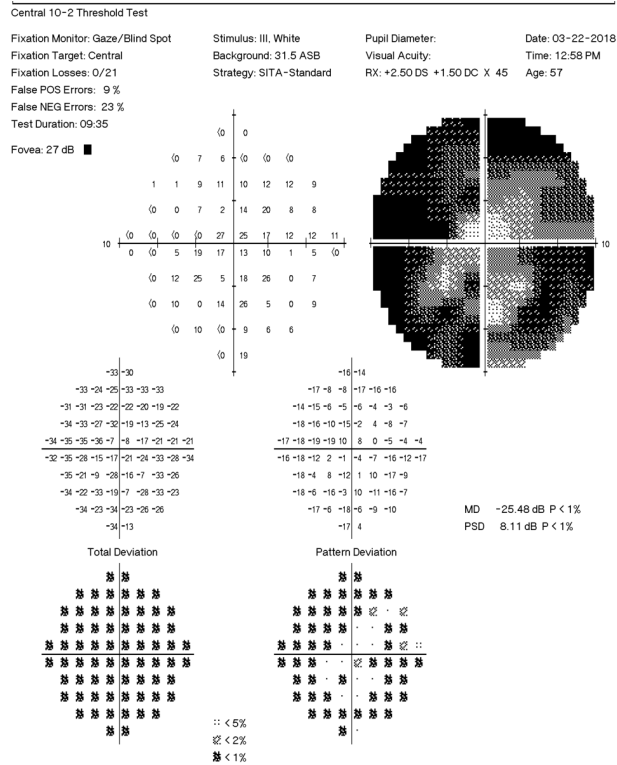 Central 10-2 Threshold Test
Fixation Monitor: Gaze/Blind Spot Stimulus: III, White Pupil Diameter: Date: 03-22-2018
Fixation Target: Central Background: 31.5 ASB Visual Acuity: Time: 12:58 PM
Fixation Losses: 0/21 Strategy: SITA-Standard RX: +2.50 DS +1.50 DC X 45 Age: 57
False POS Errors: 9 %
False NEG Errors: 23 %
Test Duration: 09:35
Fovea: 27 dB
⟨0 0
⟨0 7 6 ⟨0 ⟨0 ⟨0
1 1 9 11 10 12 12 9
⟨0 0 7 2 14 20 8 8
10 ⟨0 ⟨0 ⟨0 ⟨0 27 25 17 12 12 11 10
0 ⟨0 5 19 17 13 10 1 5 ⟨0
⟨0 12 25 5 18 26 0 7
⟨0 10 0 14 26 5 0 9
⟨0 10 ⟨0 9 6 6
⟨0 19
-33 -30
-33 -24 -25 -33 -33 -33
-31 -31 -23 -22 -22 -20 -19 -22
-34 -33 -27 -32 -19 -13 -25 -24
-34 -35 -35 -36 -7 -8 -17 -21 -21 -21
-32 -35 -28 -15 -17 -21 -24 -33 -28 -34
-35 -21 -9 -28 -16 -7 -33 -26
-34 -22 -33 -19 -7 -28 -33 -23
-34 -23 -34 -23 -26 -26
-34 -13
Total Deviation
-16 -14
-17 -8 -8 -17 -16 -16
-14 -15 -6 -5 -6 -4 -3 -6
-18 -16 -10 -15 -2 4 -8 -7
-17 -18 -19 -19 10 8 0 -5 -4 -4
-16 -18 -12 2 -1 -4 -7 -16 -12 -17
-18 -4 8 -12 1 10 -17 -9
-18 -6 -16 -3 10 -11 -16 -7
-17 -6 -18 -6 -9 -10
-17 4
Pattern Deviation
MD -25.48 dB P < 1%
PSD 8.11 dB P < 1%
< 5%
< 2%
< 1%